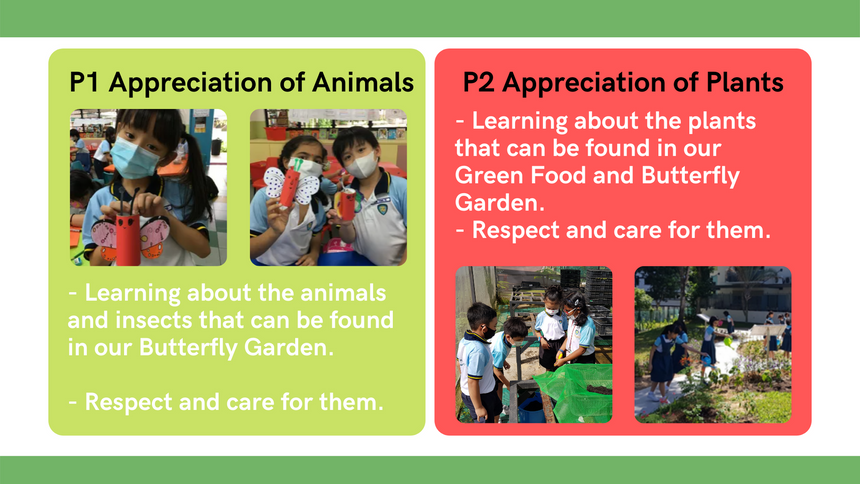 P1 Appreciation of Animals
- Learning about the animals
and insects that can be found
in our Butterfly Garden.
- Respect and care for them.
P2 Appreciation of Plants
- Learning about the plants
that can be found in our
Green Food and Butterfly
Garden.
- Respect and care for them.